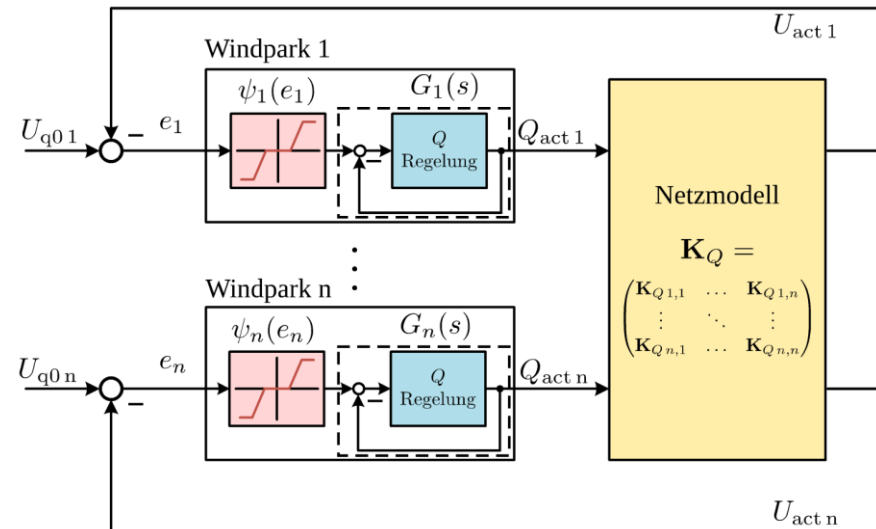 U_act 1
Windpark 1
ψ_1(e_1)
G_1(s)
U_q0 1
−
e_1
−
Q
Regelung
Q_act 1
Netzmodell
K_Q =
(K_Q 1,1 … K_Q 1,n
⋮ ⋱ ⋮
K_Q n,1 … K_Q n,n)
⋮
Windpark n
ψ_n(e_n)
G_n(s)
U_q0 n
−
e_n
−
Q
Regelung
Q_act n
U_act n